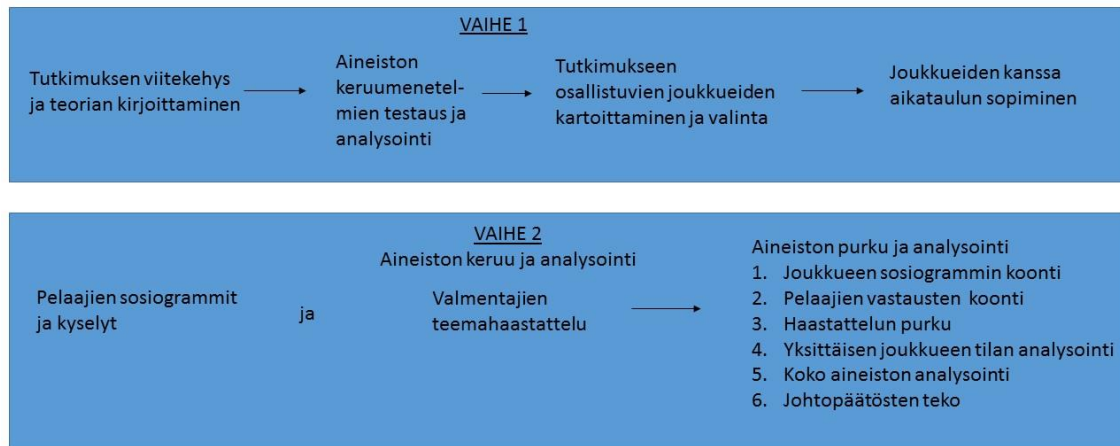 VAIHE 1
Tutkimuksen viitekehys
ja teorian kirjoittaminen
Aineiston
keruumenetel-
mien testaus ja
analysointi
Tutkimukseen
osallistuvien joukkueiden
kartoittaminen ja valinta
Joukkueiden kanssa
aikataulun sopiminen
VAIHE 2
Aineiston keruu ja analysointi
Pelaajien sosiogrammit
ja kyselyt
ja
Valmentajien
teemahaastattelu
Aineiston purku ja analysointi
1. Joukkueen sosiogrammin koonti
2. Pelaajien vastausten koonti
3. Haastattelun purku
4. Yksittäisen joukkueen tilan analysointi
5. Koko aineiston analysointi
6. Johtopäätösten teko